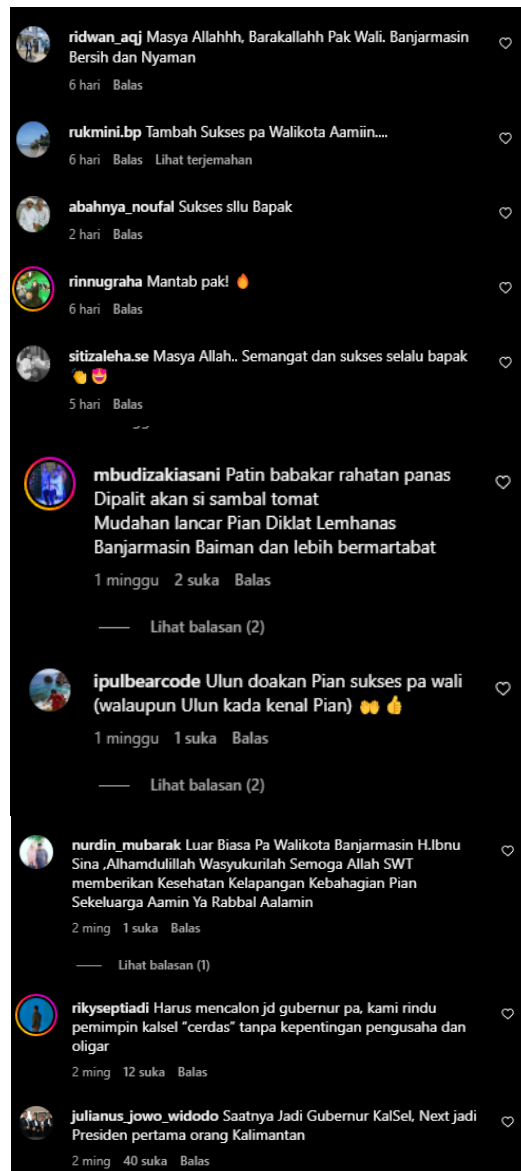 ridwan_aqj Masya Allahhh, Barakallahh Pak Wali. Banjarmasin
Bersih dan Nyaman
6 hari Balas
rukmini.bp Tambah Sukses pa Walikota Aamiin....
6 hari Balas Lihat terjemahan
abahnya_noufal Sukses sllu Bapak
2 hari Balas
rinnugraha Mantab pak! 🔥
6 hari Balas
sitizaleha.se Masya Allah.. Semangat dan sukses selalu bapak
👏🤩
5 hari Balas
mbudizakiasani Patin babakar rahatan panas
Dipalit akan si sambal tomat
Mudahan lancar Pian Diklat Lemhanas
Banjarmasin Baiman dan lebih bermartabat
1 minggu 2 suka Balas
Lihat balasan (2)
ipulbearcode Ulun doakan Pian sukses pa wali
(walaupun Ulun kada kenal Pian) 👐👍
1 minggu 1 suka Balas
Lihat balasan (2)
nurdin_mubarak Luar Biasa Pa Walikota Banjarmasin H.Ibnu
Sina ,Alhamdulillah Wasyukurilah Semoga Allah SWT
memberikan Kesehatan Kelapangan Kebahagian Pian
Sekeluarga Aamin Ya Rabbal Aalamin
2 ming 1 suka Balas
Lihat balasan (1)
rikyseptiadi Harus mencalon jd gubernur pa, kami rindu
pemimpin kalsel “cerdas” tanpa kepentingan pengusaha dan
oligar
2 ming 12 suka Balas
julianus_jowo_widodo Saatnya Jadi Gubernur KalSel, Next jadi
Presiden pertama orang Kalimantan
2 ming 40 suka Balas